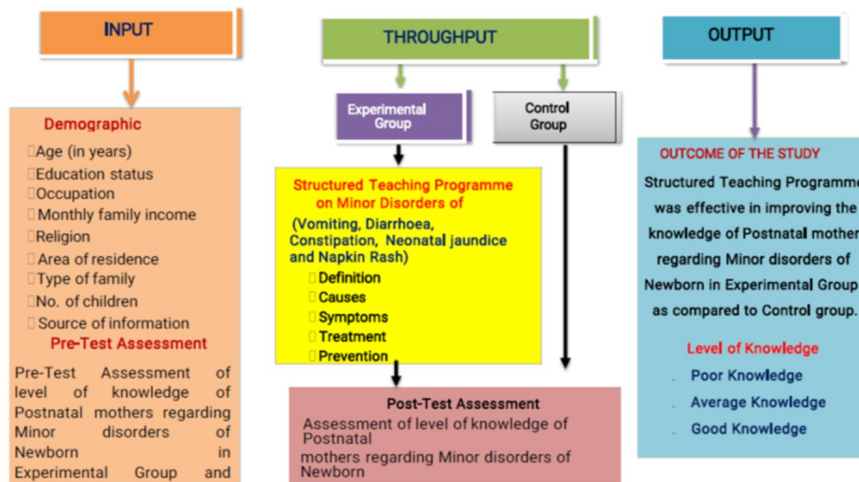 INPUT
Demographic
Age (in years)
Education status
Occupation
Monthly family income
Religion
Area of residence
Type of family
No. of children
Source of information
Pre-Test Assessment
Pre-Test Assessment of
level of knowledge of
Postnatal mothers regarding
Minor disorders of
Newborn in
Experimental Group and
THROUGHPUT
Experimental
Group
Control
Group
Structured Teaching Programme
on Minor Disorders of
(Vomiting, Diarrhoea,
Constipation, Neonatal jaundice
and Napkin Rash)
Definition
Causes
Symptoms
Treatment
Prevention
Post-Test Assessment
Assessment of level of knowledge of
Postnatal
mothers regarding Minor disorders of
Newborn
OUTPUT
OUTCOME OF THE STUDY
Structured Teaching Programme
was effective in improving the
knowledge of Postnatal mother
regarding Minor disorders of
Newborn in Experimental Group
as compared to Control group.
Level of Knowledge
. Poor Knowledge
. Average Knowledge
. Good Knowledge